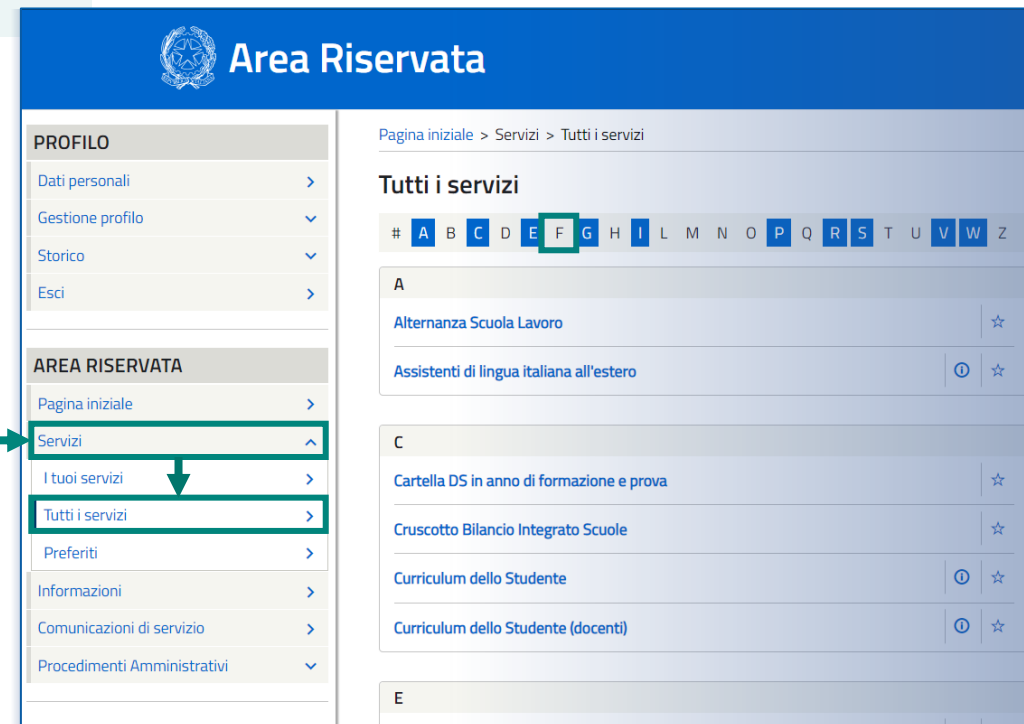 Area Riservata
PROFILO
Dati personali
Gestione profilo
Storico
Esci
AREA RISERVATA
Pagina iniziale
Servizi
I tuoi servizi
Tutti i servizi
Preferiti
Informazioni
Comunicazioni di servizio
Procedimenti Amministrativi
Pagina iniziale > Servizi > Tutti i servizi
Tutti i servizi
# A B C D E F G H I L M N O P Q R S T U V W Z
A
Alternanza Scuola Lavoro
Assistenti di lingua italiana all'estero
C
Cartella DS in anno di formazione e prova
Cruscotto Bilancio Integrato Scuole
Curriculum dello Studente
Curriculum dello Studente (docenti)
E